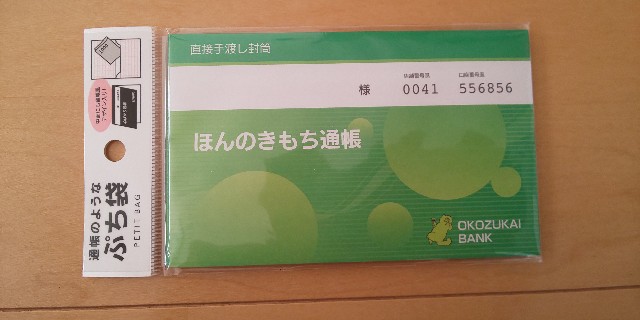 直接手渡し封筒
様 0041 556856
ほんのきもち通帳
OKOZUKAI
BANK
通帳のような
ぷち袋
PETIT BAG